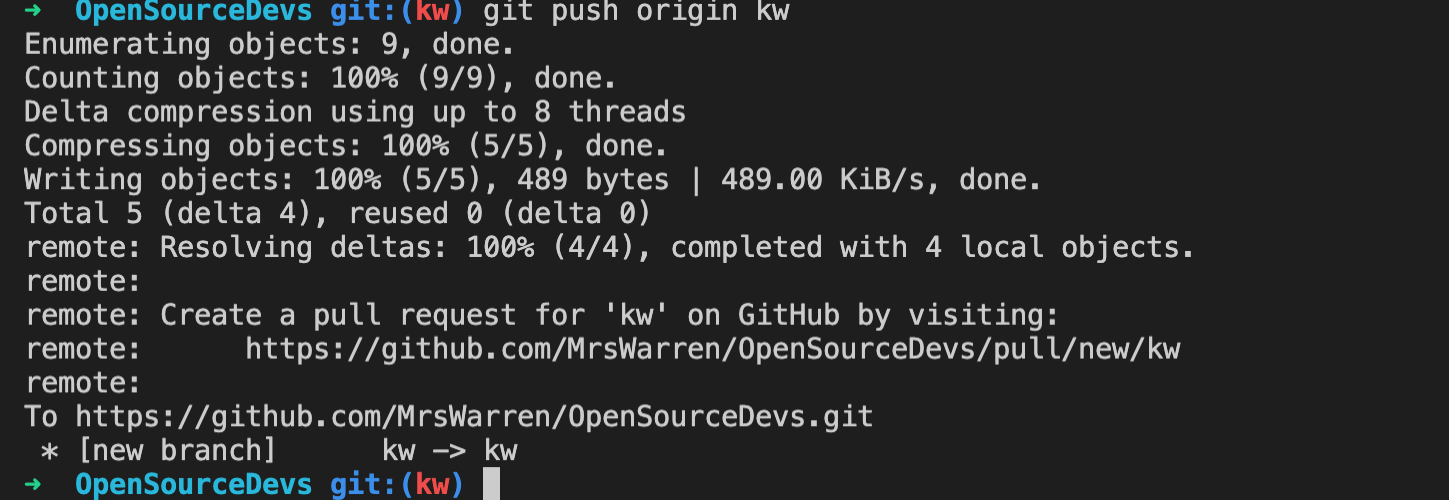 ➜  OpenSourceDevs git:(kw) git push origin kw
Enumerating objects: 9, done.
Counting objects: 100% (9/9), done.
Delta compression using up to 8 threads
Compressing objects: 100% (5/5), done.
Writing objects: 100% (5/5), 489 bytes | 489.00 KiB/s, done.
Total 5 (delta 4), reused 0 (delta 0)
remote: Resolving deltas: 100% (4/4), completed with 4 local objects.
remote:
remote: Create a pull request for 'kw' on GitHub by visiting:
remote:      https://github.com/MrsWarren/OpenSourceDevs/pull/new/kw
remote:
To https://github.com/MrsWarren/OpenSourceDevs.git
 * [new branch]      kw -> kw
➜  OpenSourceDevs git:(kw)